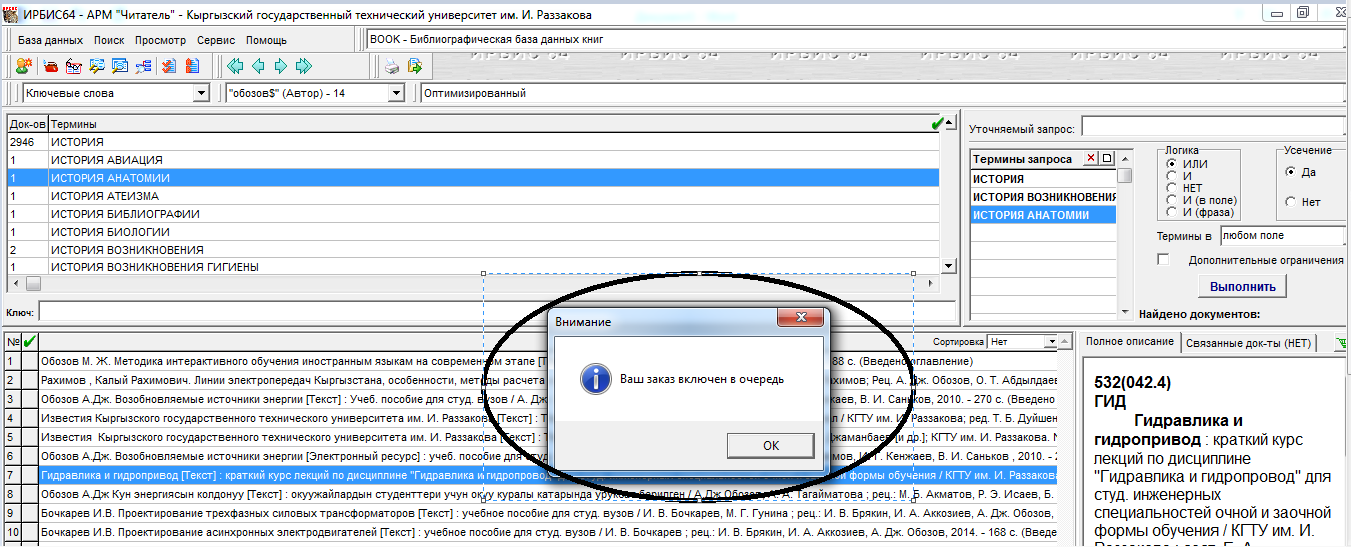 ИРБИС64 - АРМ "Читатель" - Кыргызский государственный технический университет им. И. Раззакова
База данных Поиск Просмотр Сервис Помощь
BOOK - Библиографическая база данных книг
Ключевые слова
"обозов$" (Автор) - 14
Оптимизированный
Док-ов Термины
2946 ИСТОРИЯ
1 ИСТОРИЯ АВИАЦИЯ
1 ИСТОРИЯ АНАТОМИИ
1 ИСТОРИЯ АТЕИЗМА
1 ИСТОРИЯ БИБЛИОГРАФИИ
1 ИСТОРИЯ БИОЛОГИИ
2 ИСТОРИЯ ВОЗНИКНОВЕНИЯ
1 ИСТОРИЯ ВОЗНИКНОВЕНИЯ ГИГИЕНЫ
Ключ:
Уточняемый запрос:
Термины запроса
ИСТОРИЯ
ИСТОРИЯ ВОЗНИКНОВЕНИЯ
ИСТОРИЯ АНАТОМИИ
Логика
ИЛИ
И
НЕТ
И (в поле)
И (фраза)
Усечение
Да
Нет
Термины в любом поле
Дополнительные ограничения
Выполнить
Найдено документов:
№ Сортировка Нет
1 Обозов М. Ж. Методика интерактивного обучения иностранным языкам на современном этапе [Т 88 с. (Введено оглавление)
2 Рахимов , Калый Рахимович. Линии электропередач Кыргызстана, особенности, методы расчета химов; Рец. А. Дж. Обозов, О. Т. Абдылдаев
3 Обозов А.Дж. Возобновляемые источники энергии [Текст] : Учеб. пособие для студ. вузов / А. Дж каев, В. И. Саньков, 2010. - 270 с. (Введено
4 Известия Кыргызского государственного технического университета им. И. Раззакова [Текст] : Т л / КГТУ им. И. Раззакова; ред. Т. Б. Дуйшен
5 Известия Кыргызского государственного технического университета им. И. Раззакова [Текст] : Т Джаманбаев [и др.]; КГТУ им. И. Раззакова. N
6 Обозов А.Дж. Возобновляемые источники энергии [Электронный ресурс] : учеб. пособие для студ. мов, И. Кенжаев, В. И. Саньков , 2010. - 2
7 Гидравлика и гидропривод [Текст] : краткий курс лекций по дисциплине "Гидравлика и гидропровод" формы обучения / КГТУ им. И. Раззакова
8 Обозов А.Дж Кун энергиясын колдонуу [Текст] : окуужайлардын студенттери учун окуу куралы катарында урукса берилген / А.Дж Обозов, А. А. Тагайматова ; рец.: М. Б. Акматов, Р. Э. Исаев, Б.
9 Бочкарев И.В. Проектирование трехфазных силовых трансформаторов [Текст] : учебное пособие для студ. вузов / И. В. Бочкарев, М. Г. Гунина ; рец.: И. В. Брякин, И. А. Аккозиев, А. Дж. Обозов,
10 Бочкарев И.В. Проектирование асинхронных электродвигателей [Текст] : учебное пособие для студ. вузов / И. В. Бочкарев ; рец.: И. В. Брякин, И. А. Аккозиев, А. Дж. Обозов, 2014. - 168 с. (Введе
Внимание
Ваш заказ включен в очередь
OK
Полное описание Связанные док-ты (НЕТ)
532(042.4)
ГИД
Гидравлика и
гидропривод : краткий курс
лекций по дисциплине
"Гидравлика и гидропровод" для
студ. инженерных
специальностей очной и заочной
формы обучения / КГТУ им. И.